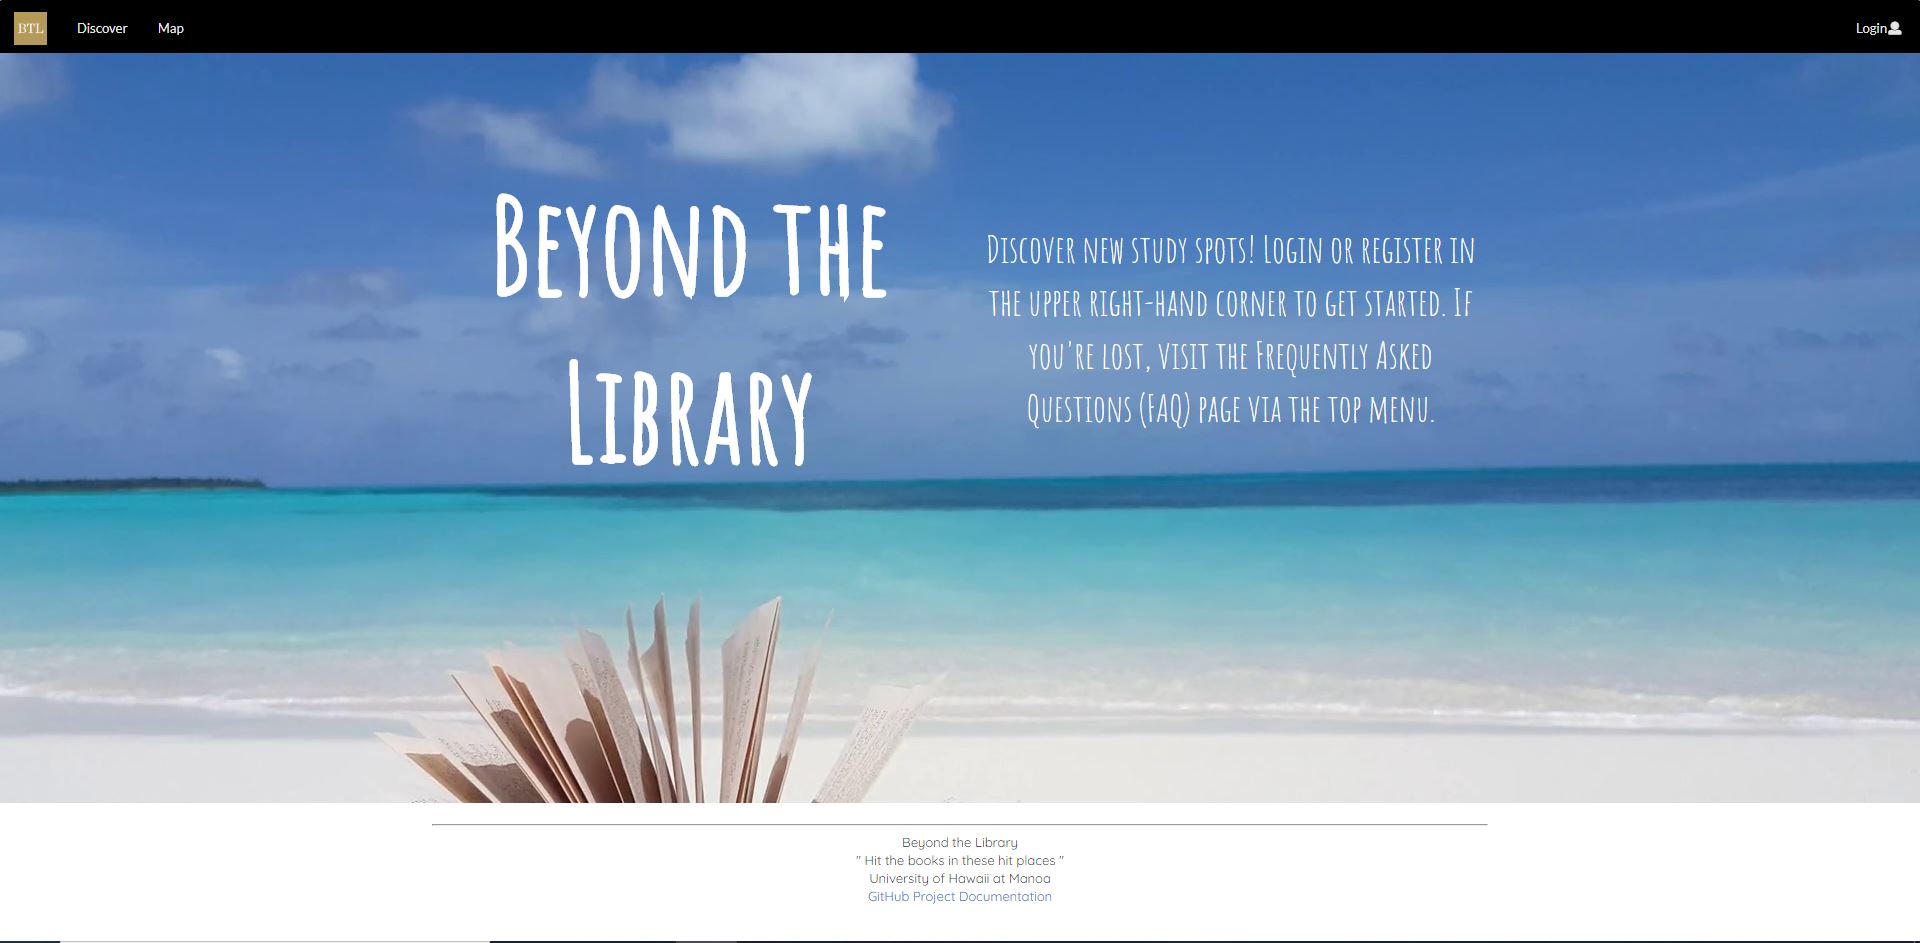 BTL Discover Map Login
BEYOND THE
LIBRARY
DISCOVER NEW STUDY SPOTS! LOGIN OR REGISTER IN
THE UPPER RIGHT-HAND CORNER TO GET STARTED. IF
YOU'RE LOST, VISIT THE FREQUENTLY ASKED
QUESTIONS (FAQ) PAGE VIA THE TOP MENU.
Beyond the Library
" Hit the books in these hit places "
University of Hawaii at Manoa
GitHub Project Documentation